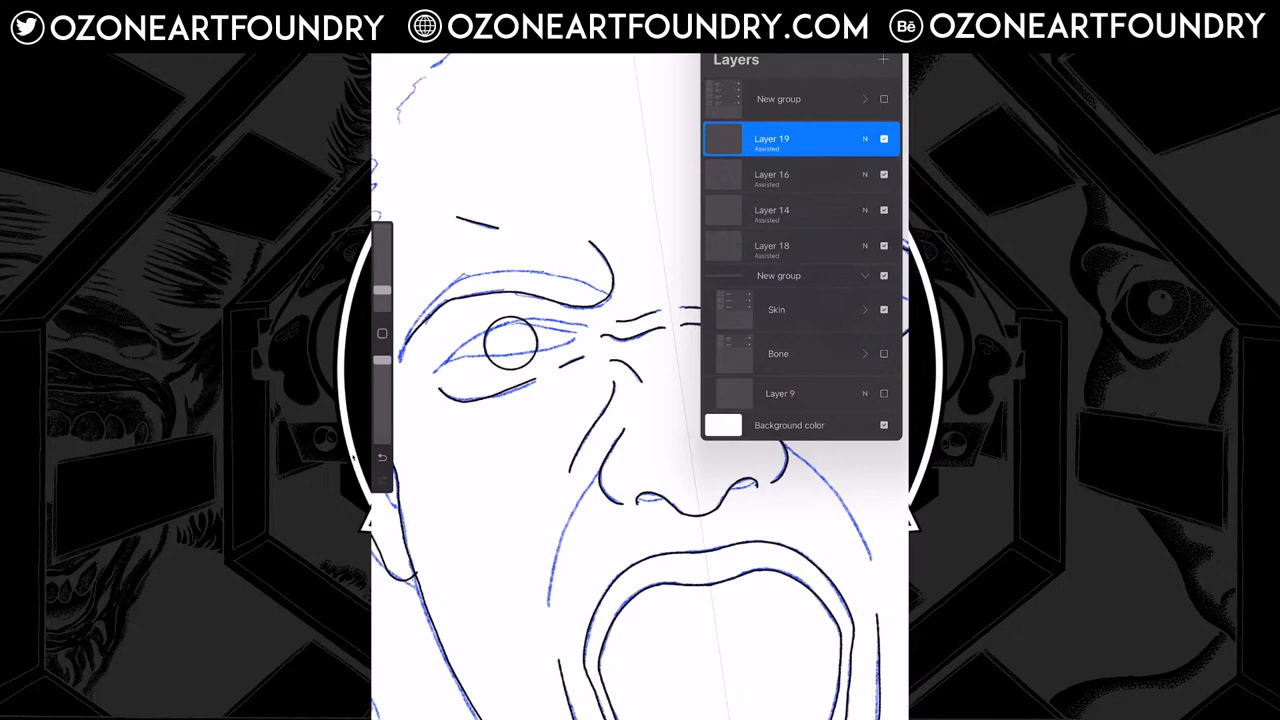 OZONEARTFOUNDRY OZONEARTFOUNDRY.COM Bē OZONEARTFOUNDRY
Layers
New group
Layer 19 N
Assisted
Layer 16 N
Assisted
Layer 14 N
Assisted
Layer 18 N
Assisted
New group
Skin
Bone
Layer 9 N
Background color